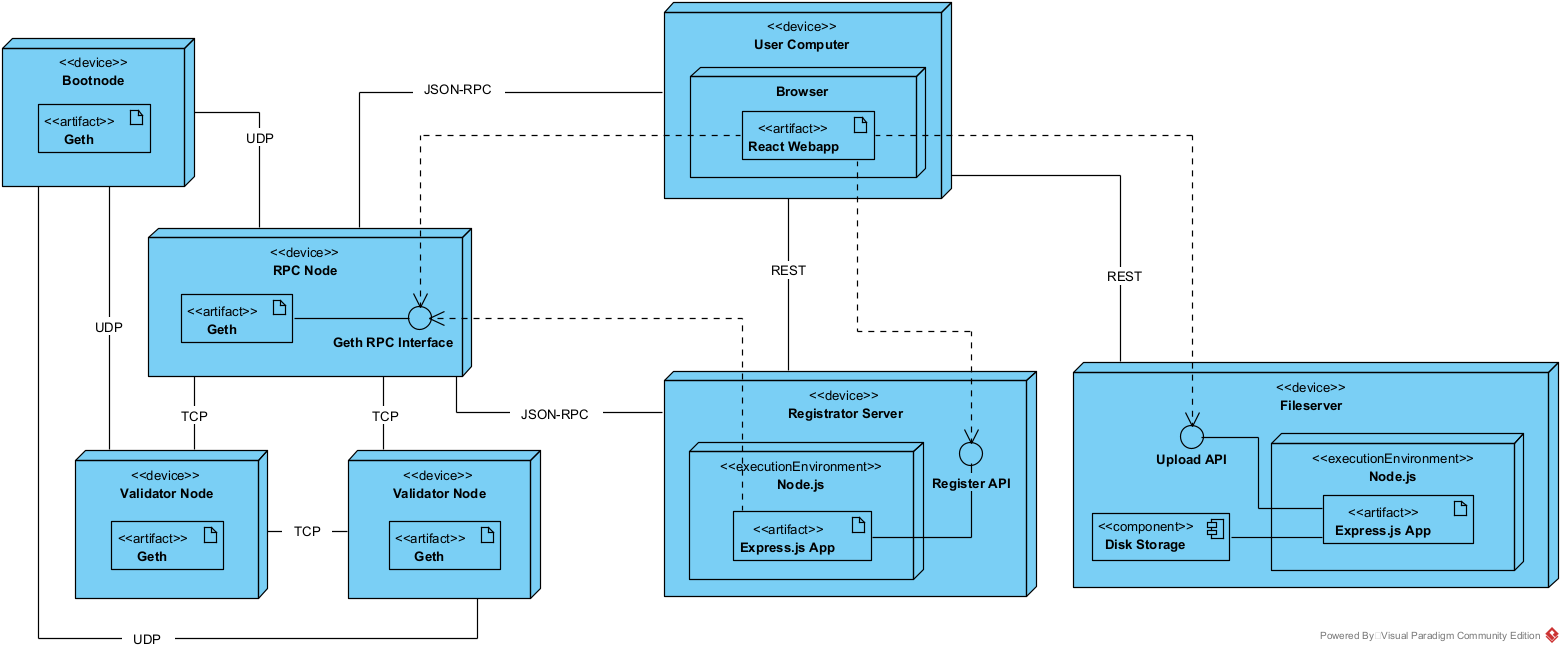 <<device>>
User Computer
Browser
<<artifact>>
React Webapp
<<device>>
Bootnode
<<artifact>>
Geth
JSON-RPC
UDP
<<device>>
RPC Node
<<artifact>>
Geth
Geth RPC Interface
REST
REST
UDP
TCP
TCP
JSON-RPC
<<device>>
Registrator Server
<<executionEnvironment>>
Node.js
<<artifact>>
Express.js App
Register API
<<device>>
Fileserver
Upload API
<<executionEnvironment>>
Node.js
<<artifact>>
Express.js App
<<component>>
Disk Storage
<<device>>
Validator Node
<<artifact>>
Geth
TCP
<<device>>
Validator Node
<<artifact>>
Geth
UDP
Powered By Visual Paradigm Community Edition